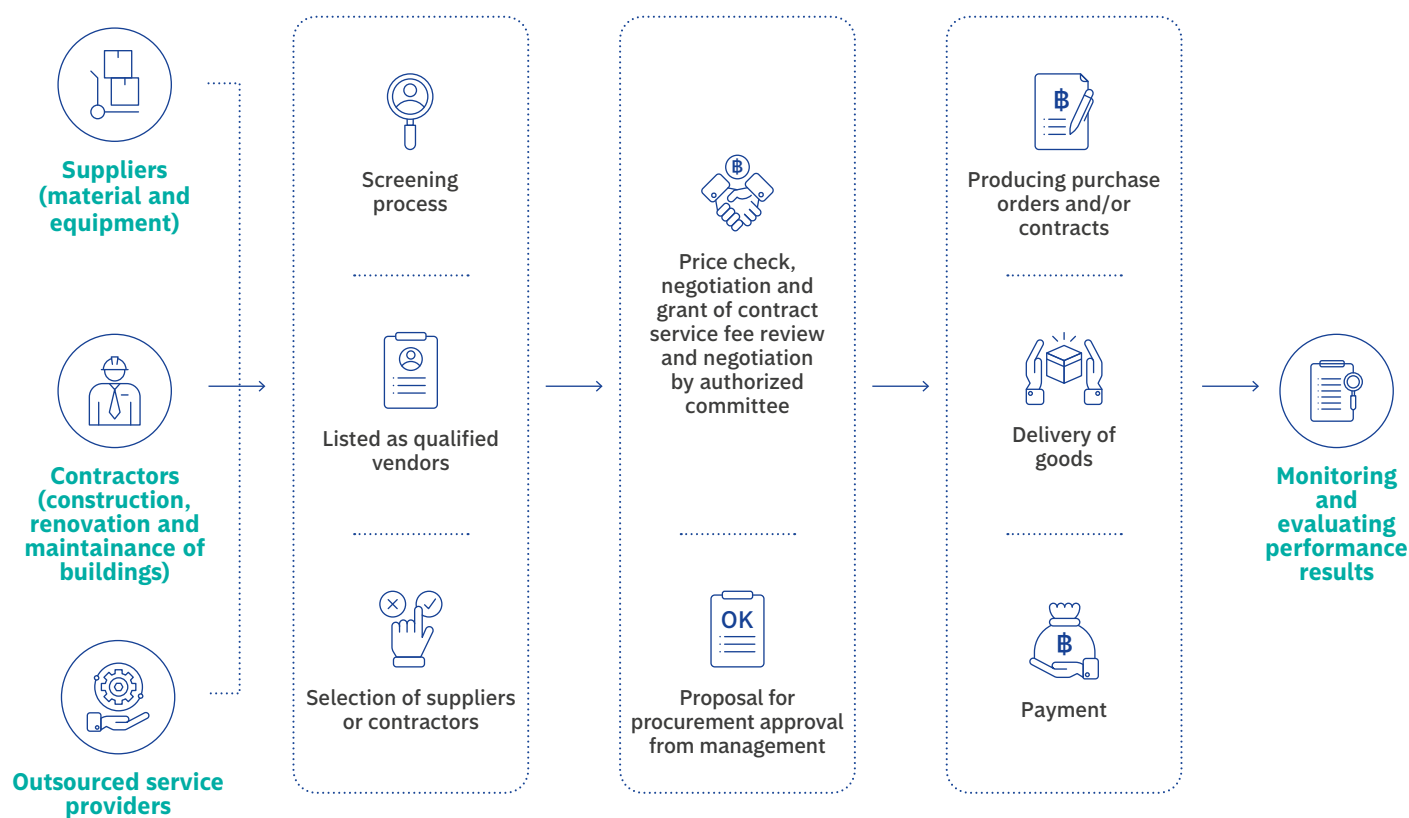 Suppliers
(material and
equipment)
Contractors
(construction,
renovation and
maintainance of
buildings)
Outsourced service
providers
Screening
process
Listed as qualified
vendors
Selection of suppliers
or contractors
฿
Price check,
negotiation and
grant of contract
service fee review
and negotiation
by authorized
committee
OK
Proposal for
procurement approval
from management
฿
Producing purchase
orders and/or
contracts
Delivery of
goods
฿
Payment
Monitoring
and
evaluating
performance
results